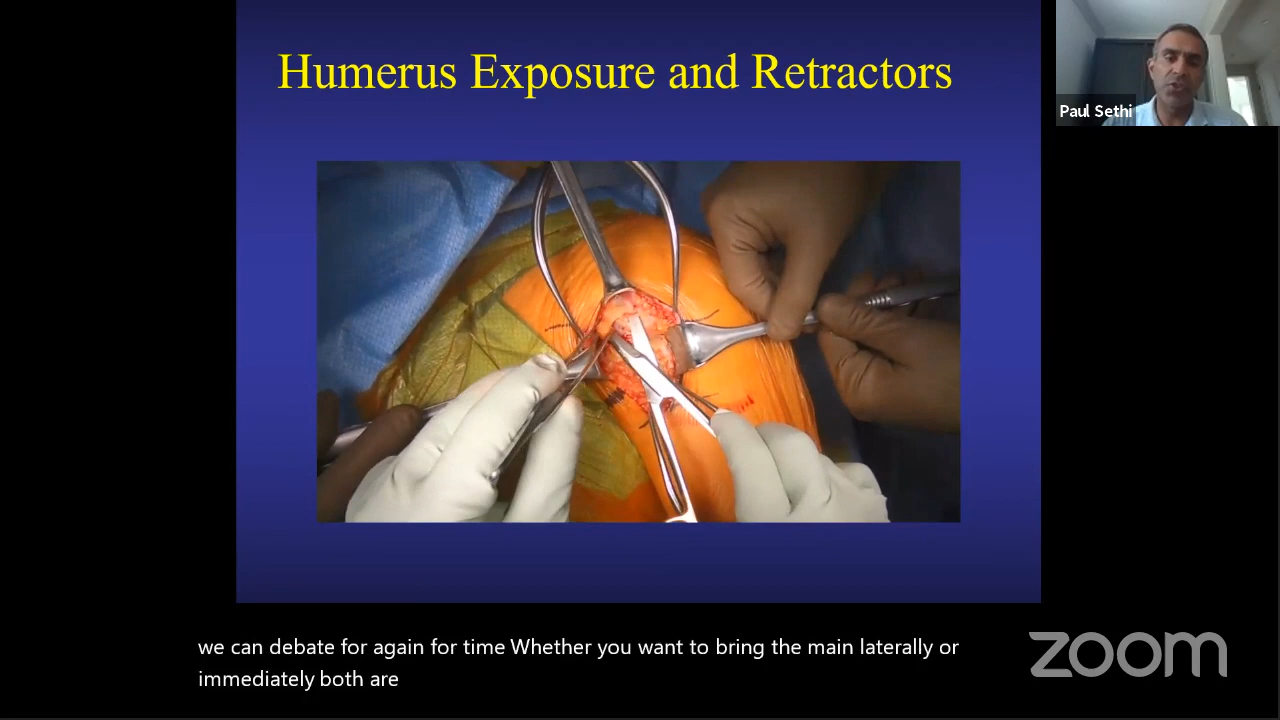 Humerus Exposure and Retractors
Paul Sethi
we can debate for again for time Whether you want to bring the main laterally or
immediately both are
zoom